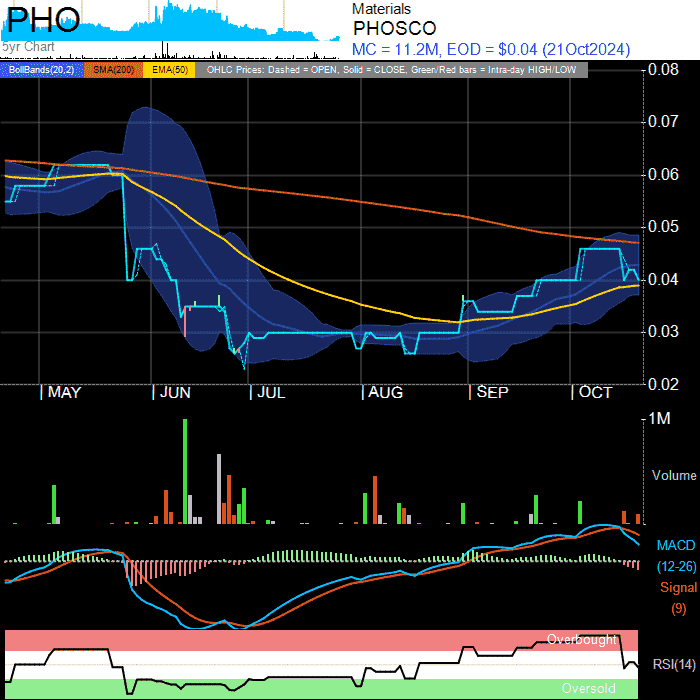 PHO
5yr Chart
Materials
PHOSCO
MC = 11.2M, EOD = $0.04 (21Oct2024)
BollBands(20,2) SMA(200) EMA(50) OHLC Prices: Dashed = OPEN, Solid = CLOSE, Green/Red bars = Intra-day HIGH/LOW
0.08
0.07
0.06
0.05
0.04
0.03
0.02
MAY JUN JUL AUG SEP OCT
1M
Volume
MACD
(12-26)
Signal
(9)
Overbought
RSI(14)
Oversold